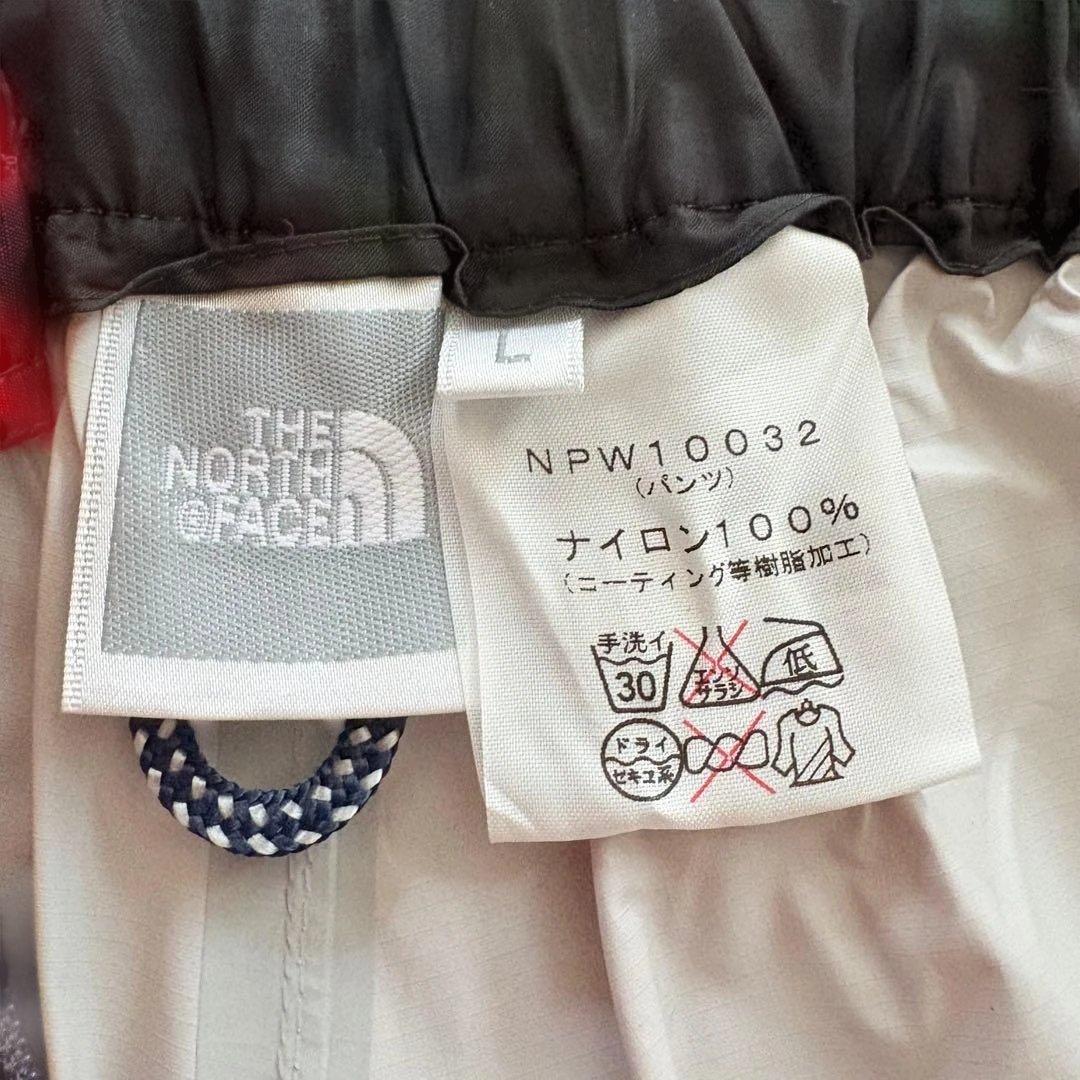 THE
NORTH
FACE
L
NPW10032
(パンツ)
ナイロン100%
(コーティング等樹脂加工)
手洗イ
30
エンソ
サラシ
低
ドライ
セキユ系